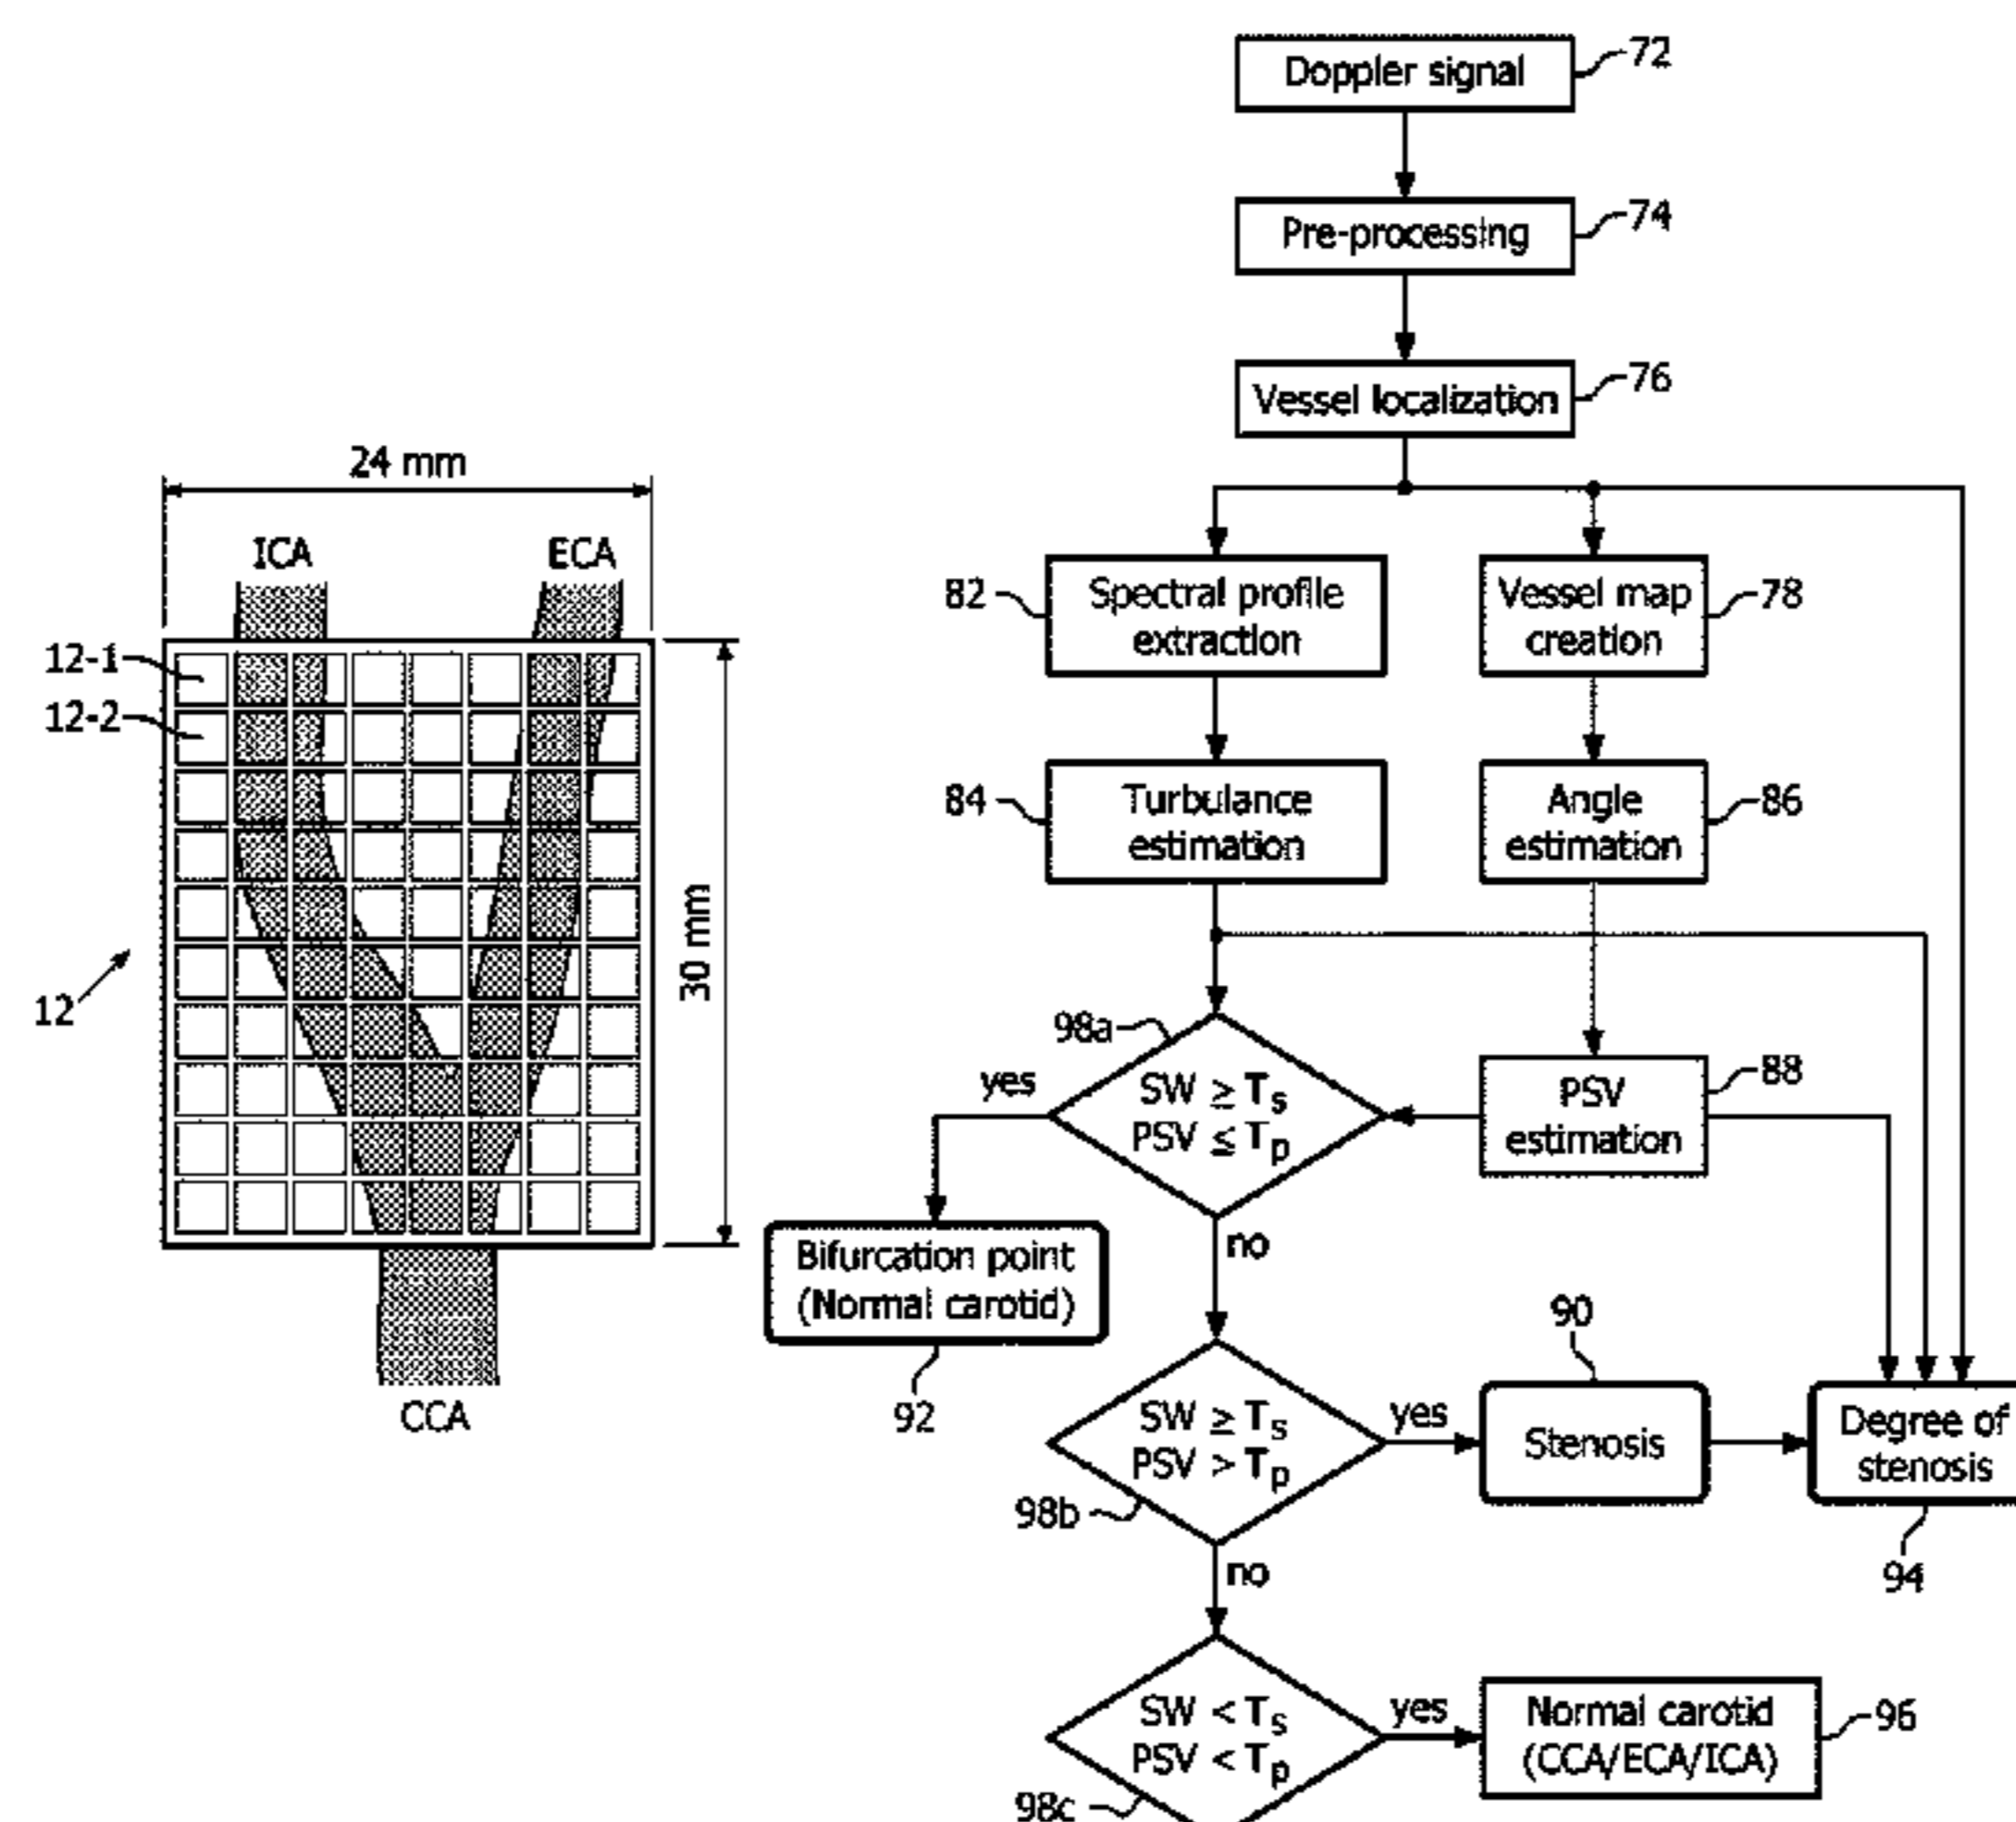 24 mm
ICA
ECA
12-1
12-2
30 mm
12
CCA
Doppler signal
72
Pre-processing
74
Vessel localization
76
82
Spectral profile
extraction
Vessel map
creation
78
84
Turbulance
estimation
Angle
estimation
86
98a
yes
SW ≥ Ts
PSV ≤ Tp
PSV
estimation
88
no
Bifurcation point
(Normal carotid)
92
90
SW ≥ Ts
PSV > Tp
yes
Stenosis
Degree of
stenosis
98b
94
no
SW < Ts
PSV < Tp
yes
Normal carotid
(CCA/ECA/ICA)
96
98c